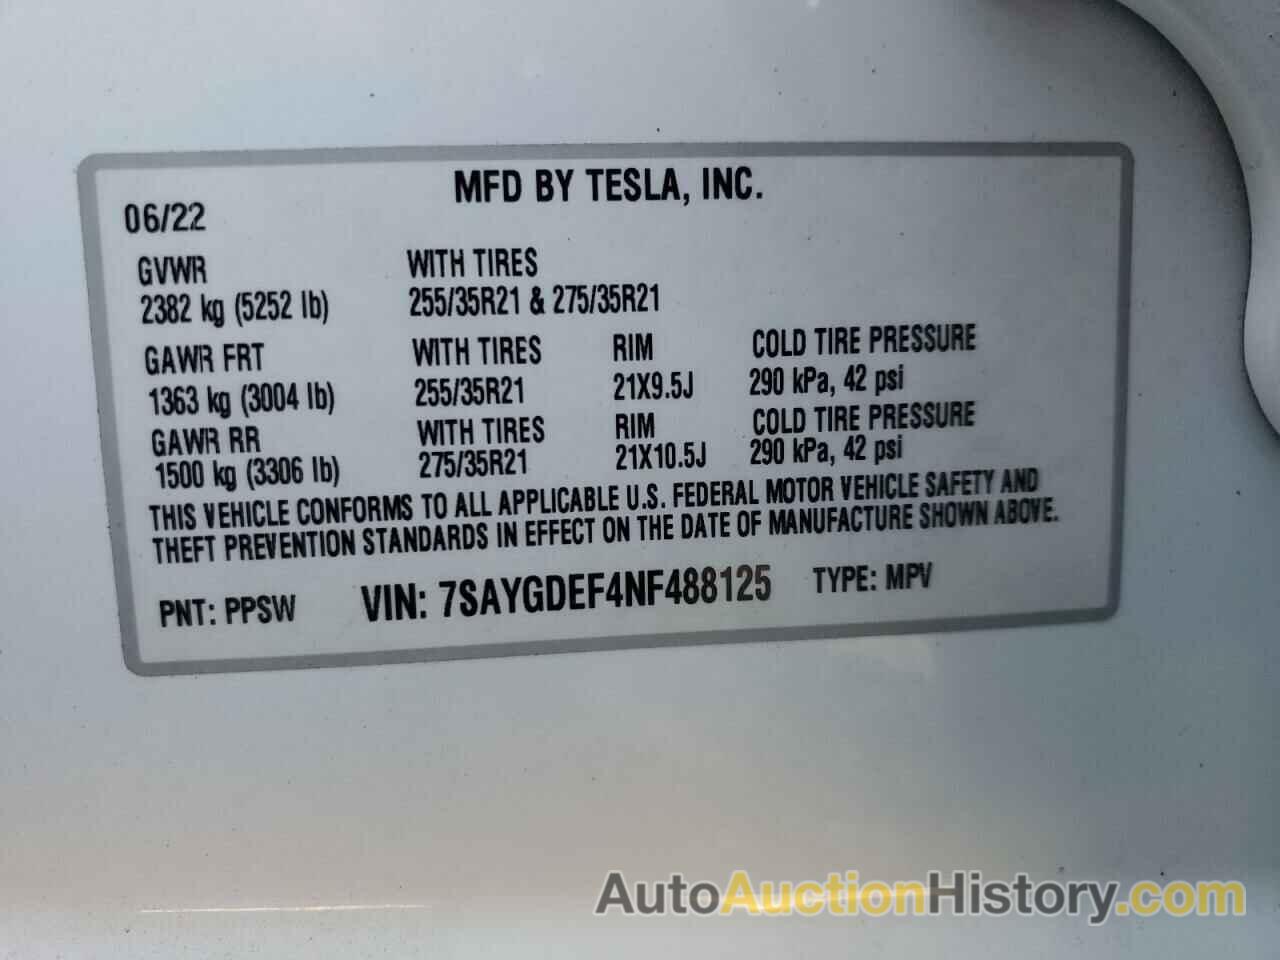 MFD BY TESLA, INC.
06/22
GVWR WITH TIRES
2382 kg (5252 lb) 255/35R21 & 275/35R21
GAWR FRT WITH TIRES RIM COLD TIRE PRESSURE
1363 kg (3004 lb) 255/35R21 21X9.5J 290 kPa, 42 psi
GAWR RR WITH TIRES RIM COLD TIRE PRESSURE
1500 kg (3306 lb) 275/35R21 21X10.5J 290 kPa, 42 psi
THIS VEHICLE CONFORMS TO ALL APPLICABLE U.S. FEDERAL MOTOR VEHICLE SAFETY AND
THEFT PREVENTION STANDARDS IN EFFECT ON THE DATE OF MANUFACTURE SHOWN ABOVE.
PNT: PPSW VIN: 7SAYGDEF4NF488125 TYPE: MPV
AutoAuctionHistory.com